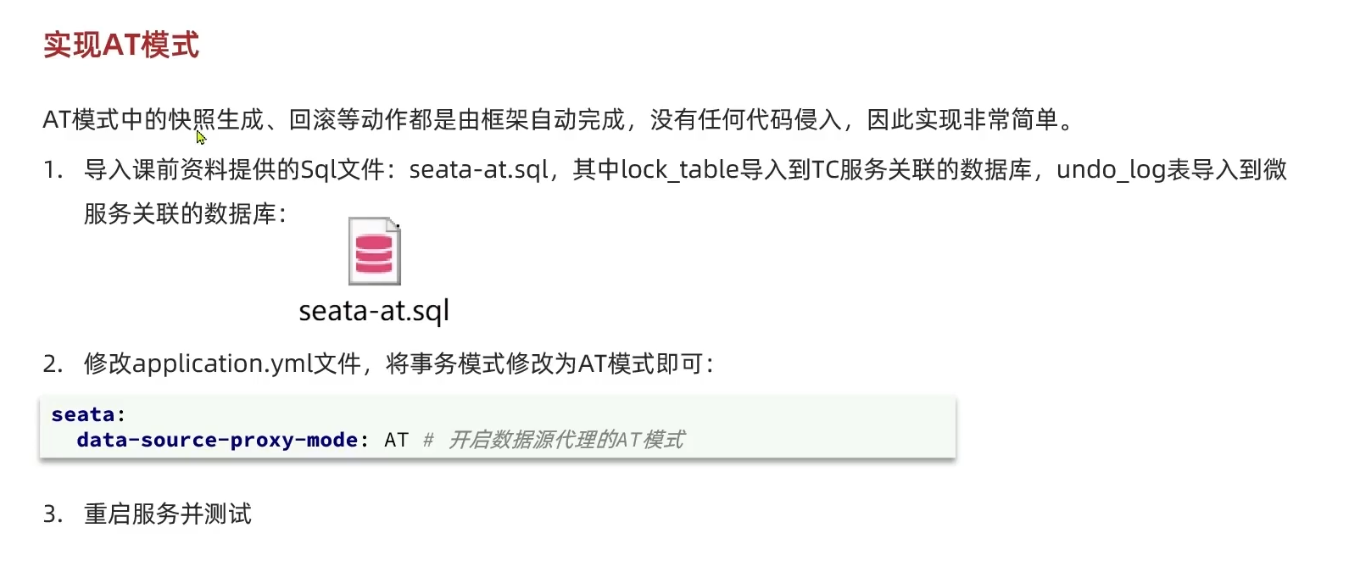 实现AT模式
AT模式中的快照生成、回滚等动作都是由框架自动完成，没有任何代码侵入，因此实现非常简单。
1. 导入课前资料提供的Sql文件：seata-at.sql，其中lock_table导入到TC服务关联的数据库，undo_log表导入到微
服务关联的数据库：
seata-at.sql
2. 修改application.yml文件，将事务模式修改为AT模式即可：
seata:
  data-source-proxy-mode: AT # 开启数据源代理的AT模式
3. 重启服务并测试